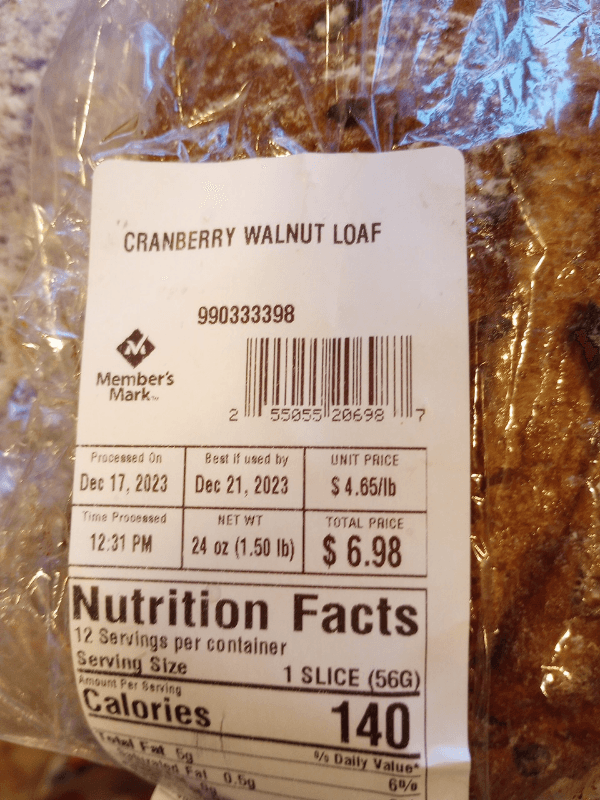 CRANBERRY WALNUT LOAF
990333398
Member's
Mark™
2 55055 20698 7
Processed On
Dec 17, 2023
Best if used by
Dec 21, 2023
UNIT PRICE
$ 4.65/lb
Time Processed
12:31 PM
NET WT
24 oz (1.50 lb)
TOTAL PRICE
$ 6.98
Nutrition Facts
12 Servings per container
Serving Size 1 SLICE (56G)
Amount Per Serving
Calories 140
% Daily Value*
Total Fat 5g 6%
Saturated Fat 0.5g